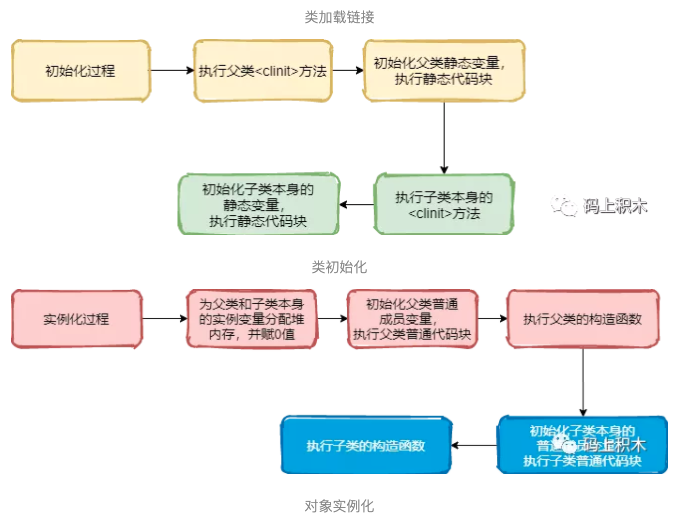 类加载链接
初始化过程
执行父类<clinit>方法
初始化父类静态变量，
执行静态代码块
初始化子类本身的
静态变量，
执行静态代码块
执行子类本身的
<clinit>方法
码上积木
类初始化
实例化过程
为父类和子类本身
的实例变量分配堆
内存，并赋0值
初始化父类普通
成员变量，
执行父类普通代码块
执行父类的构造函数
执行子类的构造函数
初始化子类本身的
普通
码上积木
执行子类普通代码块
对象实例化